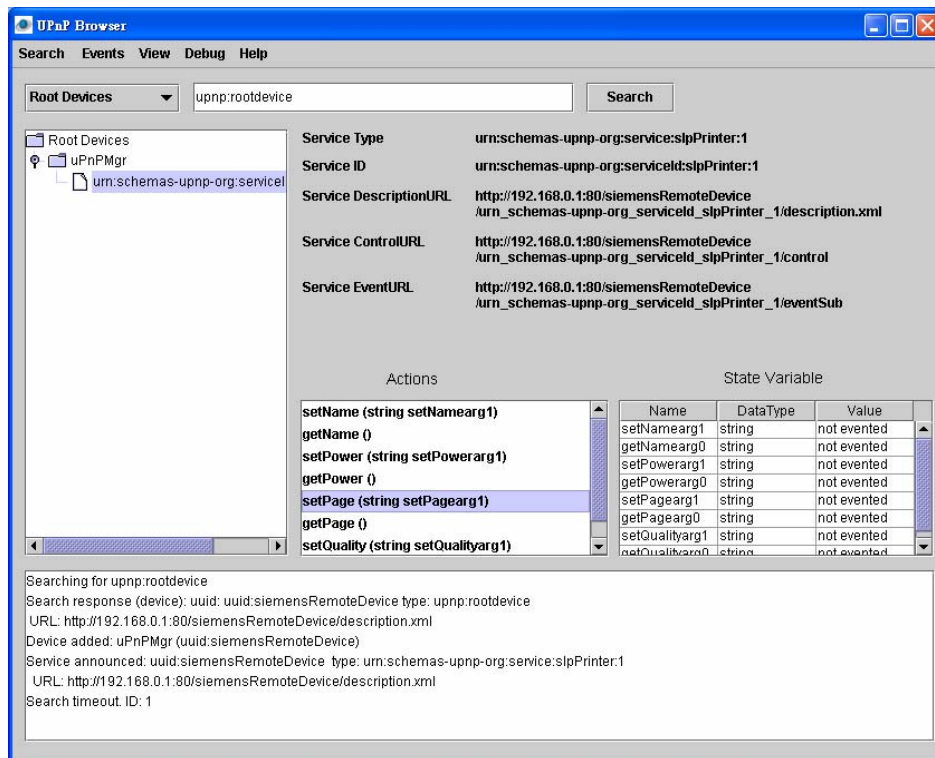 UPnP Browser
Search Events View Debug Help
Root Devices upnp:rootdevice Search
Root Devices
uPnPMgr
urn:schemas-upnp-org:serviceI
Service Type urn:schemas-upnp-org:service:slpPrinter:1
Service ID urn:schemas-upnp-org:serviceId:slpPrinter:1
Service DescriptionURL http://192.168.0.1:80/siemensRemoteDevice
/urn_schemas-upnp-org_serviceId_slpPrinter_1/description.xml
Service ControlURL http://192.168.0.1:80/siemensRemoteDevice
/urn_schemas-upnp-org_serviceId_slpPrinter_1/control
Service EventURL http://192.168.0.1:80/siemensRemoteDevice
/urn_schemas-upnp-org_serviceId_slpPrinter_1/eventSub
Actions
setName (string setNamearg1)
getName ()
setPower (string setPowerarg1)
getPower ()
setPage (string setPagearg1)
getPage ()
setQuality (string setQualityarg1)
State Variable
Name DataType Value
setNamearg1 string not evented
getNamearg0 string not evented
setPowerarg1 string not evented
getPowerarg0 string not evented
setPagearg1 string not evented
getPagearg0 string not evented
setQualityarg1 string not evented
getQualityarg0 string not evented
Searching for upnp:rootdevice
Search response (device): uuid: uuid:siemensRemoteDevice type: upnp:rootdevice
URL: http://192.168.0.1:80/siemensRemoteDevice/description.xml
Device added: uPnPMgr (uuid:siemensRemoteDevice)
Service announced: uuid:siemensRemoteDevice type: urn:schemas-upnp-org:service:slpPrinter:1
URL: http://192.168.0.1:80/siemensRemoteDevice/description.xml
Search timeout. ID: 1